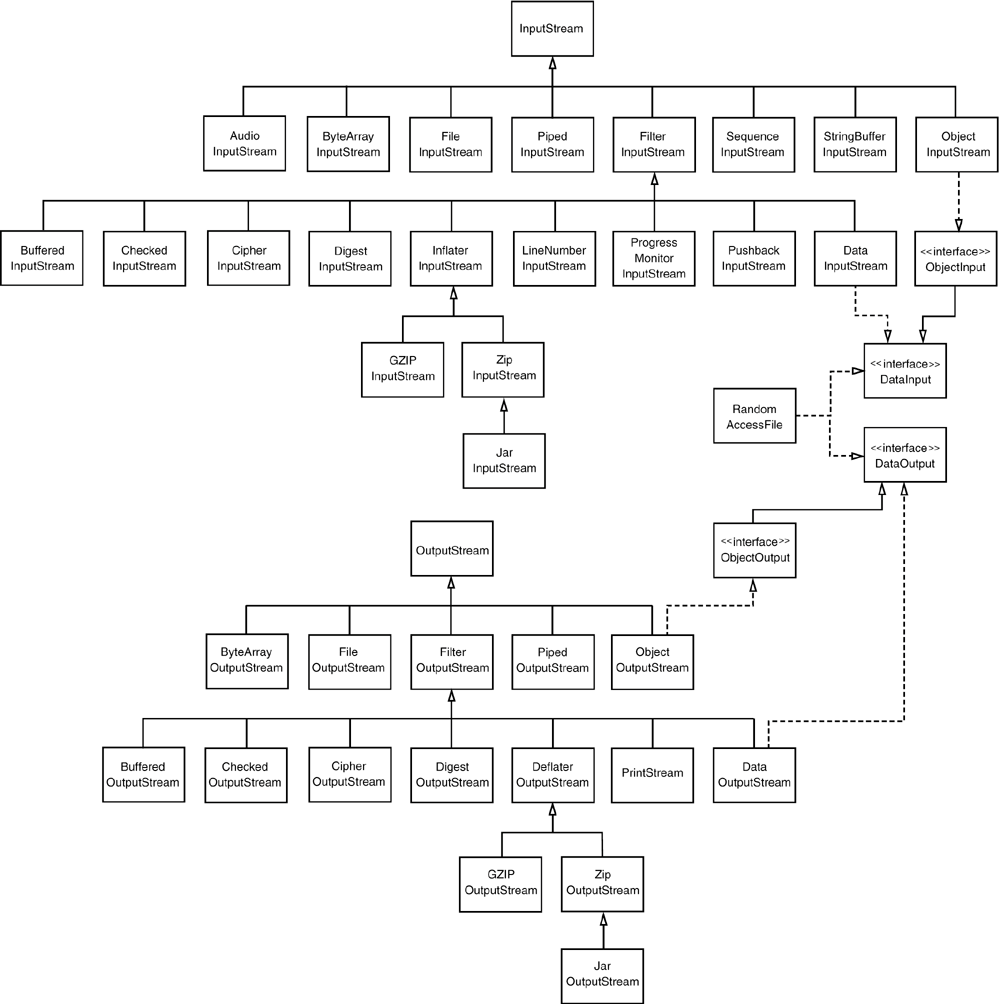 InputStream
Audio
InputStream
ByteArray
InputStream
File
InputStream
Piped
InputStream
Filter
InputStream
Sequence
InputStream
StringBuffer
InputStream
Object
InputStream
Buffered
InputStream
Checked
InputStream
Cipher
InputStream
Digest
InputStream
Inflater
InputStream
LineNumber
InputStream
Progress
Monitor
InputStream
Pushback
InputStream
Data
InputStream
<<interface>>
ObjectInput
GZIP
InputStream
Zip
InputStream
<<interface>>
DataInput
Random
AccessFile
Jar
InputStream
<<interface>>
DataOutput
OutputStream
<<interface>>
ObjectOutput
ByteArray
OutputStream
File
OutputStream
Filter
OutputStream
Piped
OutputStream
Object
OutputStream
Buffered
OutputStream
Checked
OutputStream
Cipher
OutputStream
Digest
OutputStream
Deflater
OutputStream
PrintStream
Data
OutputStream
GZIP
OutputStream
Zip
OutputStream
Jar
OutputStream